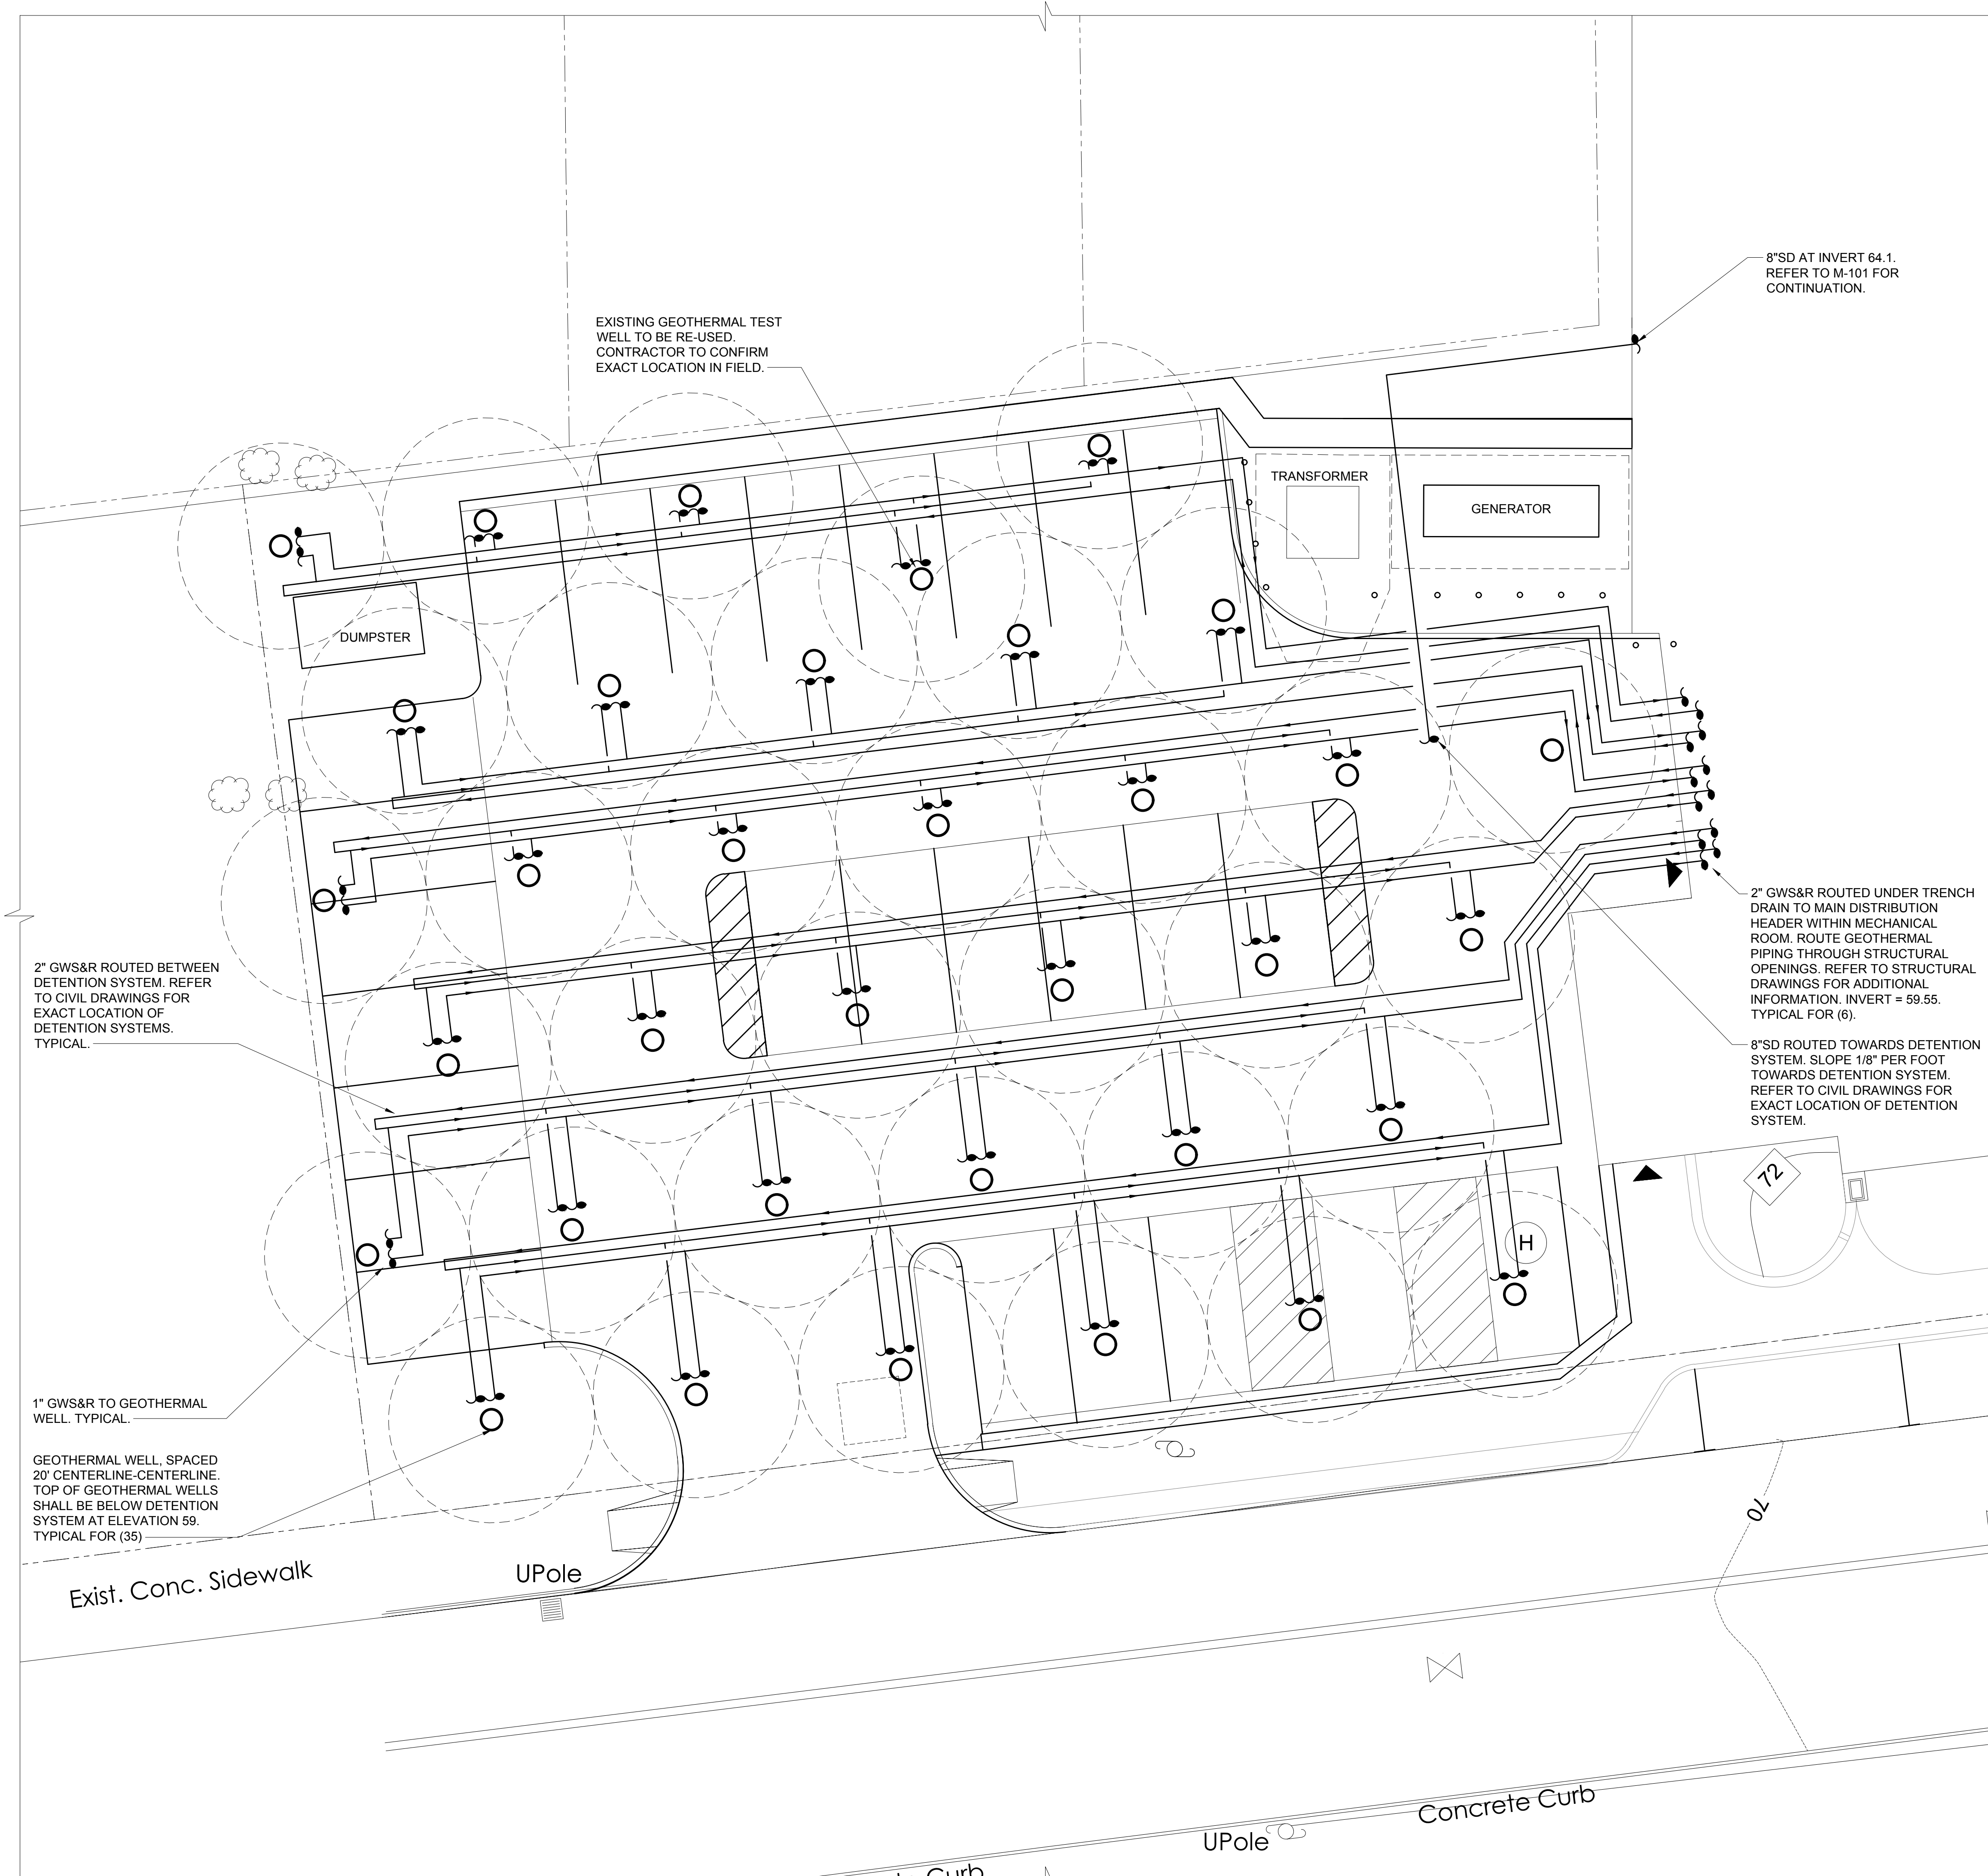 8"SD AT INVERT 64.1.
REFER TO M-101 FOR
CONTINUATION.
EXISTING GEOTHERMAL TEST
WELL TO BE RE-USED.
CONTRACTOR TO CONFIRM
EXACT LOCATION IN FIELD.
TRANSFORMER
GENERATOR
DUMPSTER
2" GWS&R ROUTED UNDER TRENCH
DRAIN TO MAIN DISTRIBUTION
HEADER WITHIN MECHANICAL
ROOM. ROUTE GEOTHERMAL
PIPING THROUGH STRUCTURAL
OPENINGS. REFER TO STRUCTURAL
DRAWINGS FOR ADDITIONAL
INFORMATION. INVERT = 59.55.
TYPICAL FOR (6).
2" GWS&R ROUTED BETWEEN
DETENTION SYSTEM. REFER
TO CIVIL DRAWINGS FOR
EXACT LOCATION OF
DETENTION SYSTEMS.
TYPICAL.
8"SD ROUTED TOWARDS DETENTION
SYSTEM. SLOPE 1/8" PER FOOT
TOWARDS DETENTION SYSTEM.
REFER TO CIVIL DRAWINGS FOR
EXACT LOCATION OF DETENTION
SYSTEM.
72
H
1" GWS&R TO GEOTHERMAL
WELL. TYPICAL.
GEOTHERMAL WELL, SPACED
20' CENTERLINE-CENTERLINE.
TOP OF GEOTHERMAL WELLS
SHALL BE BELOW DETENTION
SYSTEM AT ELEVATION 59.
TYPICAL FOR (35)
70
Exist. Conc. Sidewalk
UPole
Concrete Curb
UPole
Curb